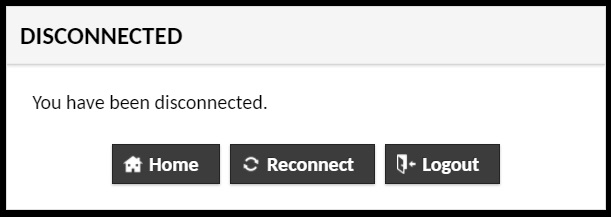 DISCONNECTED
You have been disconnected.
Home Reconnect Logout